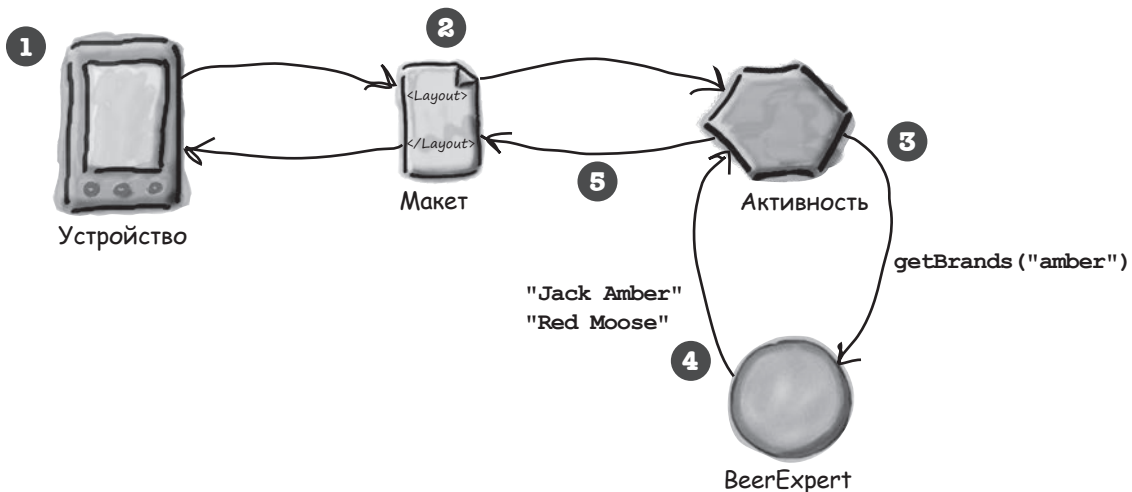 1
2
<Layout>
</Layout>
3
Макет
5
Активность
Устройство
getBrands("amber")
"Jack Amber"
"Red Moose"
4
BeerExpert